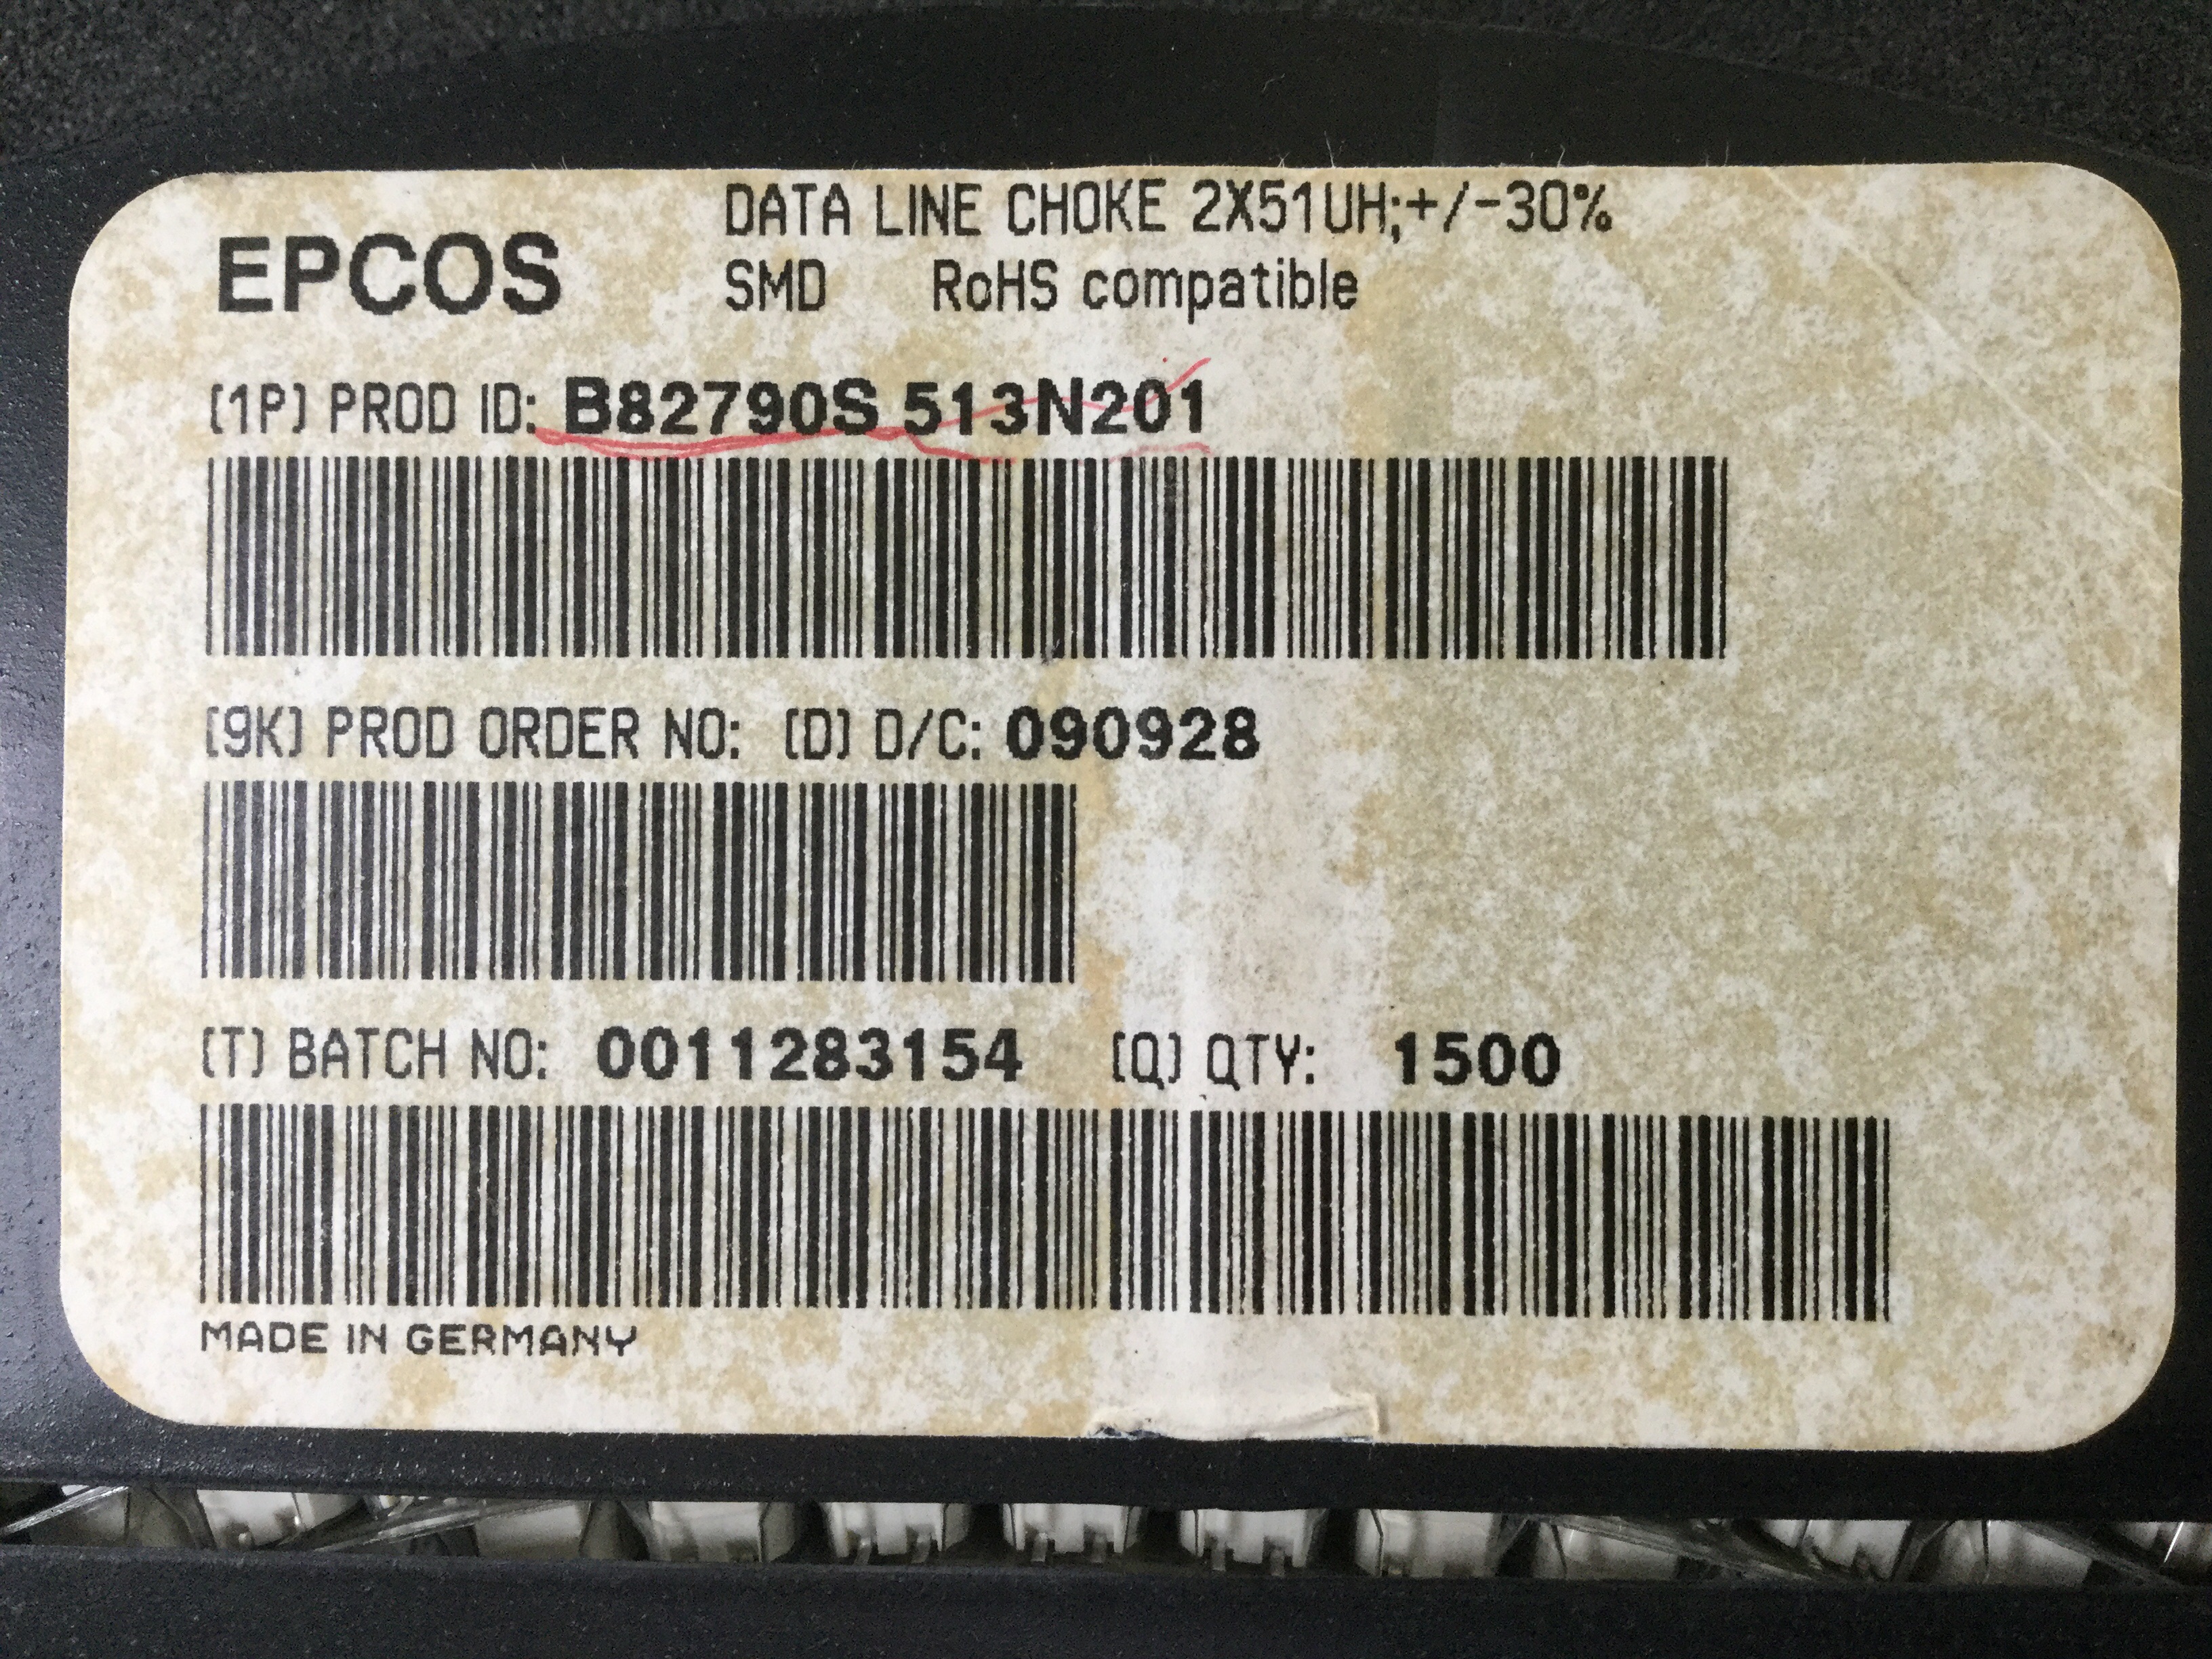 DATA LINE CHOKE 2X51UH;+/-30%
EPCOS
SMD RoHS compatible
[1P] PROD ID: B82790S 513N201
[9K] PROD ORDER NO: [D] D/C: 090928
[T] BATCH NO: 0011283154 [Q] QTY: 1500
MADE IN GERMANY